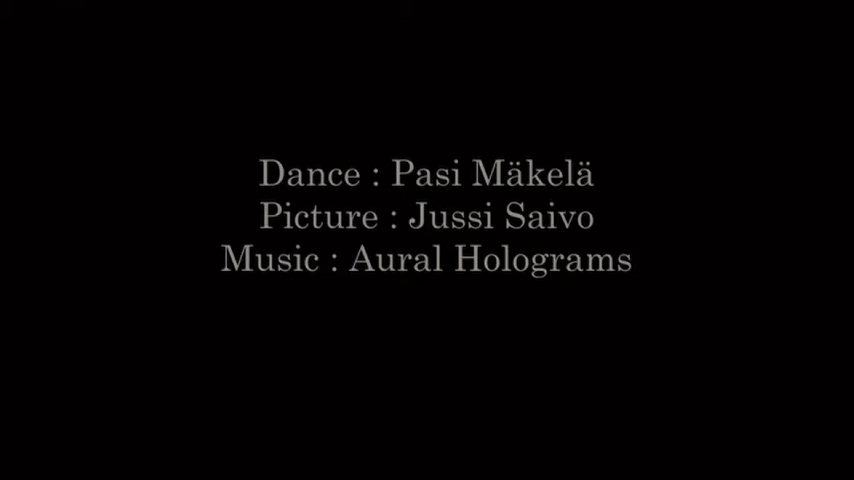 Dance : Pasi Mäkelä
Picture : Jussi Saivo
Music : Aural Holograms